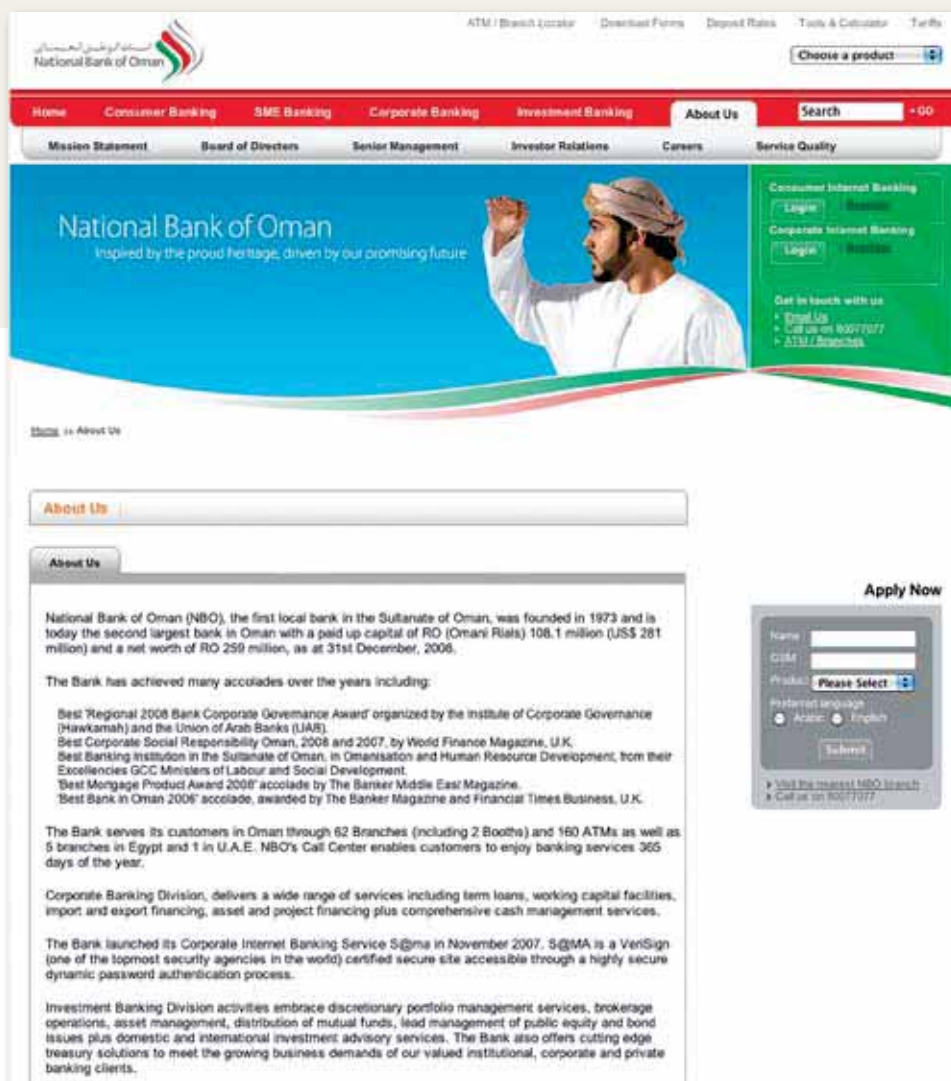 ATM / Branch Locator Download Forms Deposit Rates Tools & Calculator Tariffs
National Bank of Oman
Choose a product
Home Consumer Banking SME Banking Corporate Banking Investment Banking About Us Search GO
Mission Statement Board of Directors Senior Management Investor Relations Careers Service Quality
National Bank of Oman
Inspired by the proud heritage, driven by our promising future
Consumer Internet Banking
Login
Corporate Internet Banking
Login
Get in touch with us
Email Us
Call us on 80077077
ATM / Branches
Home >> About Us
About Us
About Us
National Bank of Oman (NBO), the first local bank in the Sultanate of Oman, was founded in 1973 and is
today the second largest bank in Oman with a paid up capital of RO (Omani Rials) 108.1 million (US$ 281
million) and a net worth of RO 259 million, as at 31st December, 2008.
The Bank has achieved many accolades over the years including:
Best 'Regional 2008 Bank Corporate Governance Award' organized by the Institute of Corporate Governance
(Hawkamah) and the Union of Arab Banks (UAB).
Best Corporate Social Responsibility Oman, 2008 and 2007, by World Finance Magazine, U.K.
Best Banking Institution in the Sultanate of Oman, in Omanisation and Human Resource Development, from their
Excellencies GCC Ministers of Labour and Social Development.
'Best Mortgage Product Award 2006' accolade by The Banker Middle East Magazine.
'Best Bank in Oman 2006' accolade, awarded by The Banker Magazine and Financial Times Business, U.K.
The Bank serves its customers in Oman through 62 Branches (including 2 Booths) and 160 ATMs as well as
5 branches in Egypt and 1 in U.A.E. NBO's Call Center enables customers to enjoy banking services 365
days of the year.
Corporate Banking Division, delivers a wide range of services including term loans, working capital facilities,
import and export financing, asset and project financing plus comprehensive cash management services.
The Bank launched its Corporate Internet Banking Service S@ma in November 2007. S@MA is a VeriSign
(one of the topmost security agencies in the world) certified secure site accessible through a highly secure
dynamic password authentication process.
Investment Banking Division activities embrace discretionary portfolio management services, brokerage
operations, asset management, distribution of mutual funds, lead management of public equity and bond
issues plus domestic and international investment advisory services. The Bank also offers cutting edge
treasury solutions to meet the growing business demands of our valued institutional, corporate and private
banking clients.
Apply Now
Name
GSM
Product Please Select
Preferred language
Arabic English
Submit
Visit the nearest NBO branch
Call us on 80077077